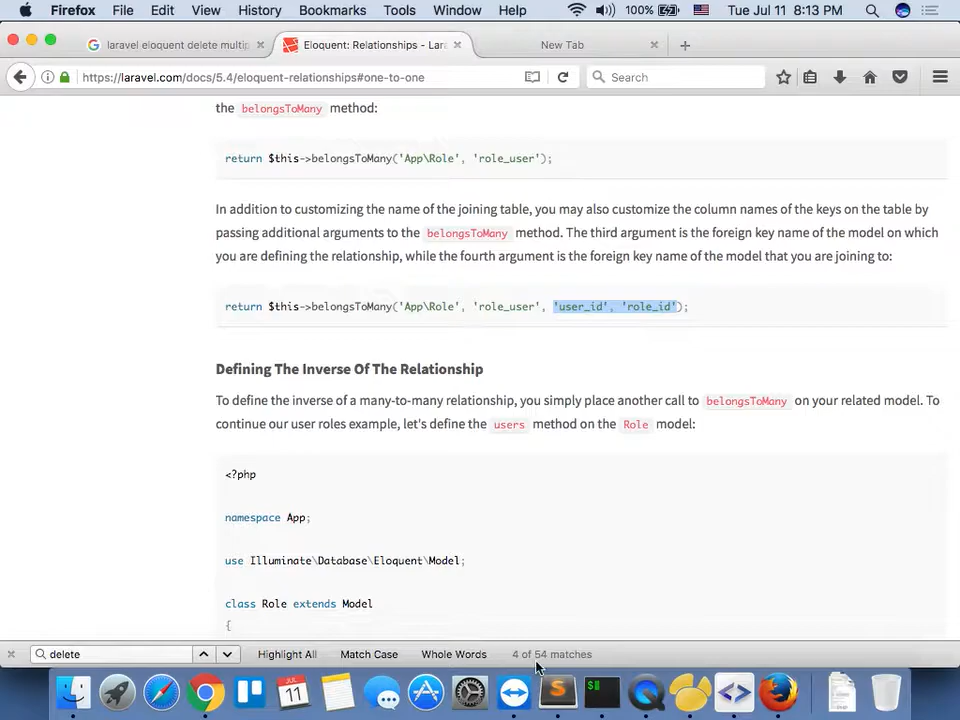 Firefox File Edit View History Bookmarks Tools Window Help 100% Tue Jul 11 8:13 PM
laravel eloquent delete multip Eloquent: Relationships - Lara New Tab
https://laravel.com/docs/5.4/eloquent-relationships#one-to-one Search
the belongsToMany method:
return $this->belongsToMany('App\Role', 'role_user');
In addition to customizing the name of the joining table, you may also customize the column names of the keys on the table by
passing additional arguments to the belongsToMany method. The third argument is the foreign key name of the model on which
you are defining the relationship, while the fourth argument is the foreign key name of the model that you are joining to:
return $this->belongsToMany('App\Role', 'role_user', 'user_id', 'role_id');
Defining The Inverse Of The Relationship
To define the inverse of a many-to-many relationship, you simply place another call to belongsToMany on your related model. To
continue our user roles example, let's define the users method on the Role model:
<?php
namespace App;
use Illuminate\Database\Eloquent\Model;
class Role extends Model
{
delete Highlight All Match Case Whole Words 4 of 54 matches
JUL
11